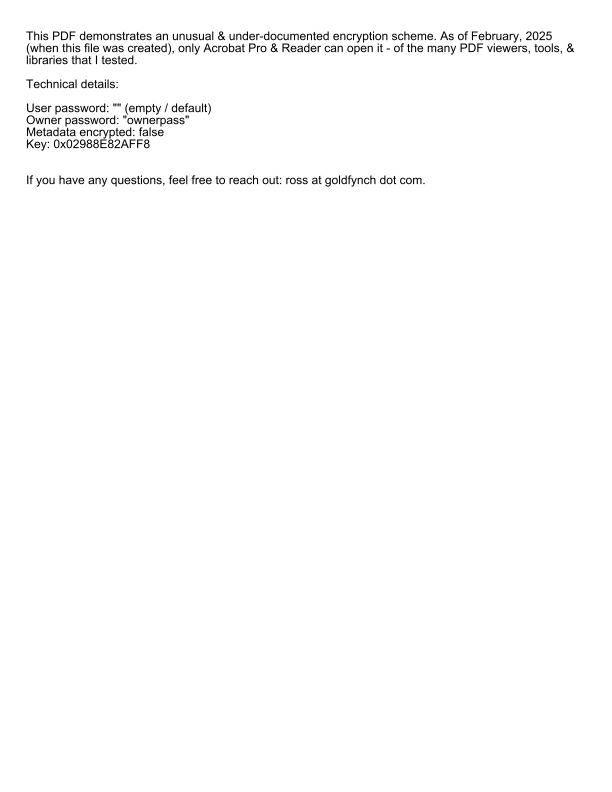 This PDF demonstrates an unusual & under-documented encryption scheme. As of February, 2025
(when this file was created), only Acrobat Pro & Reader can open it - of the many PDF viewers, tools, &
libraries that I tested.
Technical details:
User password: "" (empty / default)
Owner password: "ownerpass"
Metadata encrypted: false
Key: 0x02988E82AFF8
If you have any questions, feel free to reach out: ross at goldfynch dot com.